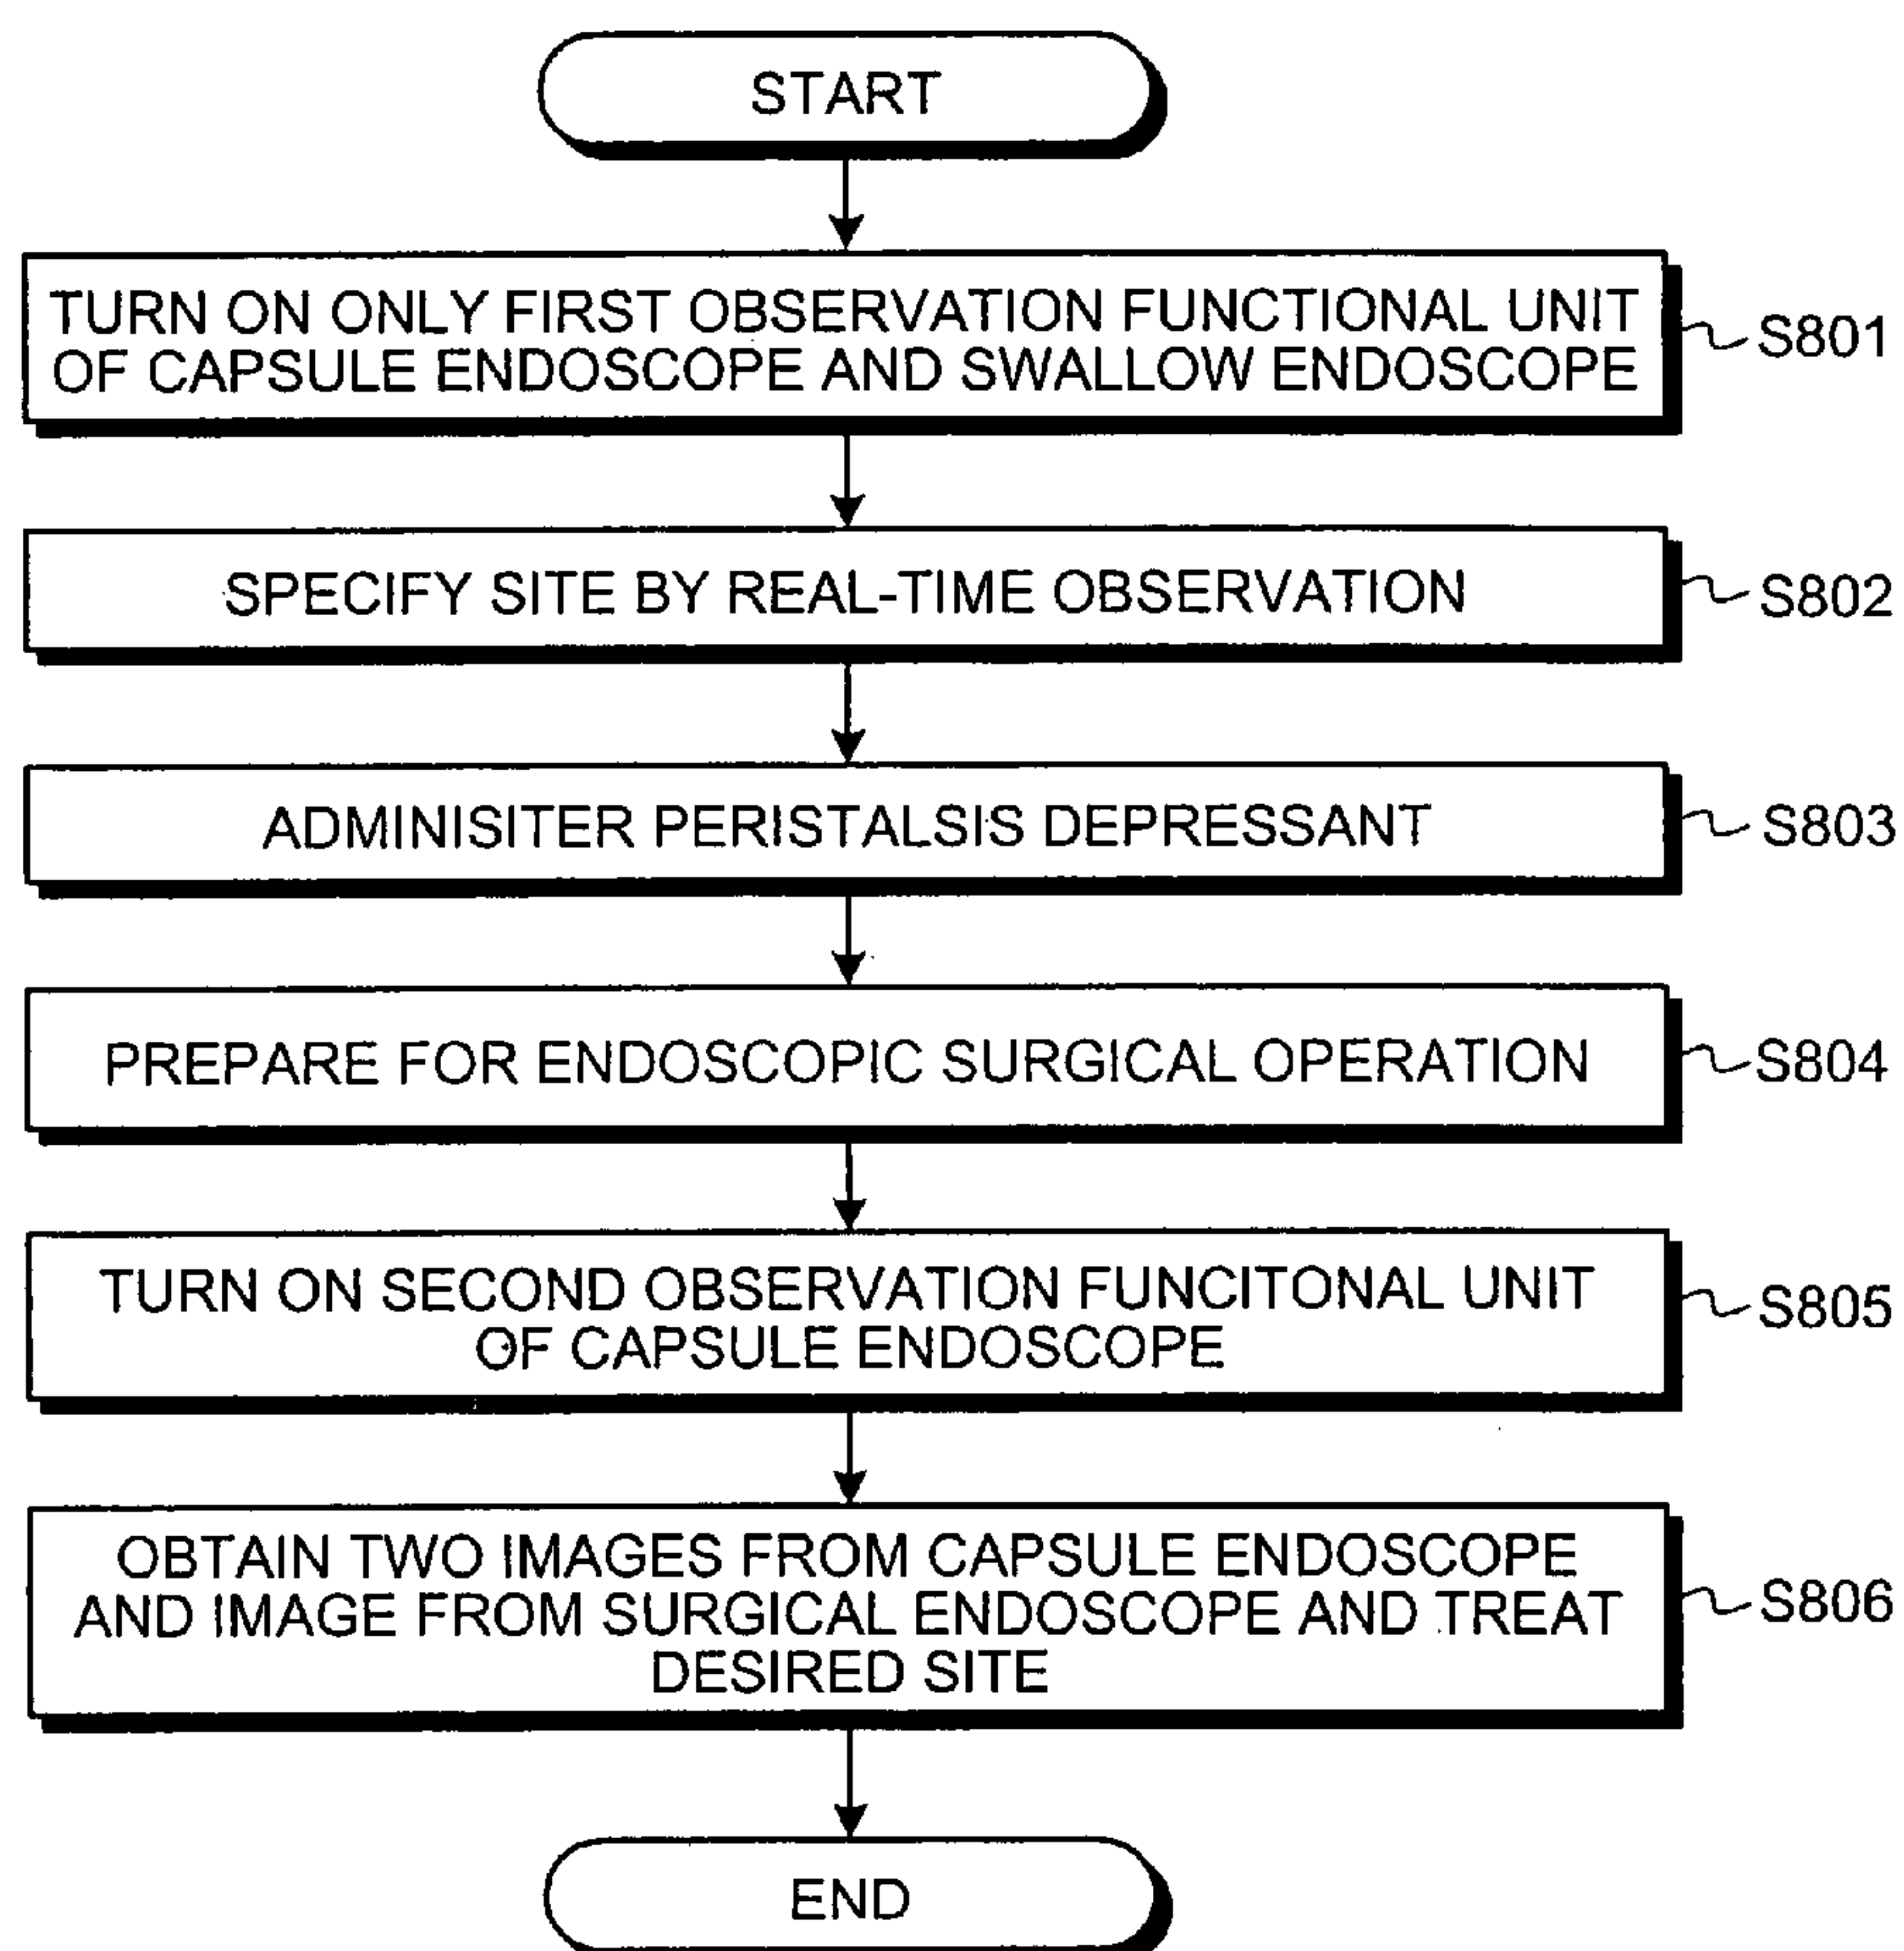 START
TURN ON ONLY FIRST OBSERVATION FUNCTIONAL UNIT
OF CAPSULE ENDOSCOPE AND SWALLOW ENDOSCOPE
S801
SPECIFY SITE BY REAL-TIME OBSERVATION
S802
ADMINISITER PERISTALSIS DEPRESSANT
S803
PREPARE FOR ENDOSCOPIC SURGICAL OPERATION
S804
TURN ON SECOND OBSERVATION FUNCITONAL UNIT
OF CAPSULE ENDOSCOPE
S805
OBTAIN TWO IMAGES FROM CAPSULE ENDOSCOPE
AND IMAGE FROM SURGICAL ENDOSCOPE AND TREAT
DESIRED SITE
S806
END